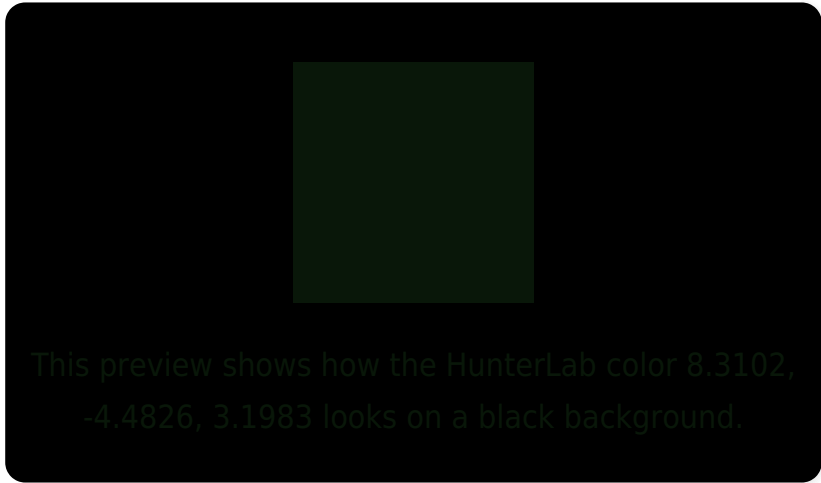 This preview shows how the HunterLab color 8.3102,
-4.4826, 3.1983 looks on a black background.